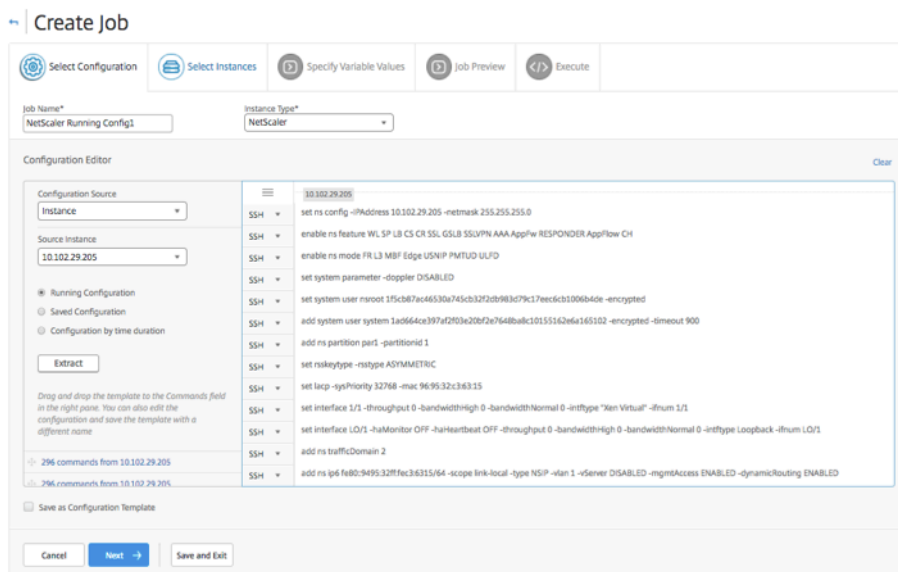 Create Job
Select Configuration
Select Instances
Specify Variable Values
Job Preview
Execute
Job Name*
Instance Type*
NetScaler Running Config1
NetScaler
Configuration Editor
Clear
Configuration Source
Instance
Source Instance
10.102.29.205
Running Configuration
Saved Configuration
Configuration by time duration
Extract
Drag and drop the template to the Commands field
in the right pane. You can also edit the
configuration and save the template with a
different name
296 commands from 10.102.29.205
296 commands from 10.102.29.205
10.102.29.205
SSH set ns config -IPAddress 10.102.29.205 -netmask 255.255.255.0
SSH enable ns feature WL SP LB CS CR SSL GSLB SSLVPN AAA AppFw RESPONDER AppFlow CH
SSH enable ns mode FR L3 MBF Edge USNIP PMTUD ULFD
SSH set system parameter -doppler DISABLED
SSH set system user nsroot 1f5cb87ac46530a745cb32f2db983d79c17eec6cb1006b4de -encrypted
SSH add system user system 1ad664ce397af2f03e20bf2e7648ba8c10155162e6a165102 -encrypted -timeout 900
SSH add ns partition par1 -partitionid 1
SSH set rsskeytype -rsstype ASYMMETRIC
SSH set lacp -sysPriority 32768 -mac 96:95:32:c3:63:15
SSH set interface 1/1 -throughput 0 -bandwidthHigh 0 -bandwidthNormal 0 -intftype "Xen Virtual" -ifnum 1/1
SSH set interface LO/1 -haMonitor OFF -haHeartbeat OFF -throughput 0 -bandwidthHigh 0 -bandwidthNormal 0 -intftype Loopback -ifnum LO/1
SSH add ns trafficDomain 2
SSH add ns ip6 fe80::9495:32ff:fec3:6315/64 -scope link-local -type NSIP -vlan 1 -vServer DISABLED -mgmtAccess ENABLED -dynamicRouting ENABLED
Save as Configuration Template
Cancel
Next
Save and Exit